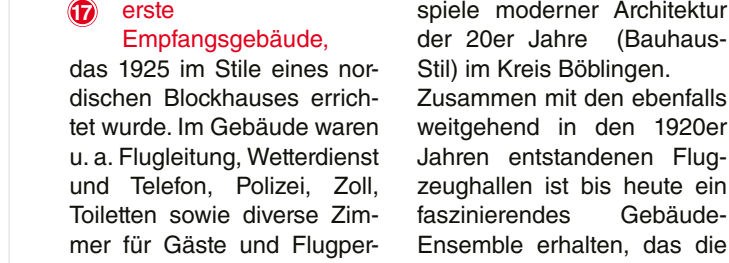 17 erste
Empfangsgebäude,
das 1925 im Stile eines nor-
dischen Blockhauses errich-
tet wurde. Im Gebäude waren
u. a. Flugleitung, Wetterdienst
und Telefon, Polizei, Zoll,
Toiletten sowie diverse Zim-
mer für Gäste und Flugper-
spiele moderner Architektur
der 20er Jahre (Bauhaus-
Stil) im Kreis Böblingen.
Zusammen mit den ebenfalls
weitgehend in den 1920er
Jahren entstandenen Flug-
zeughallen ist bis heute ein
faszinierendes Gebäude-
Ensemble erhalten, das die